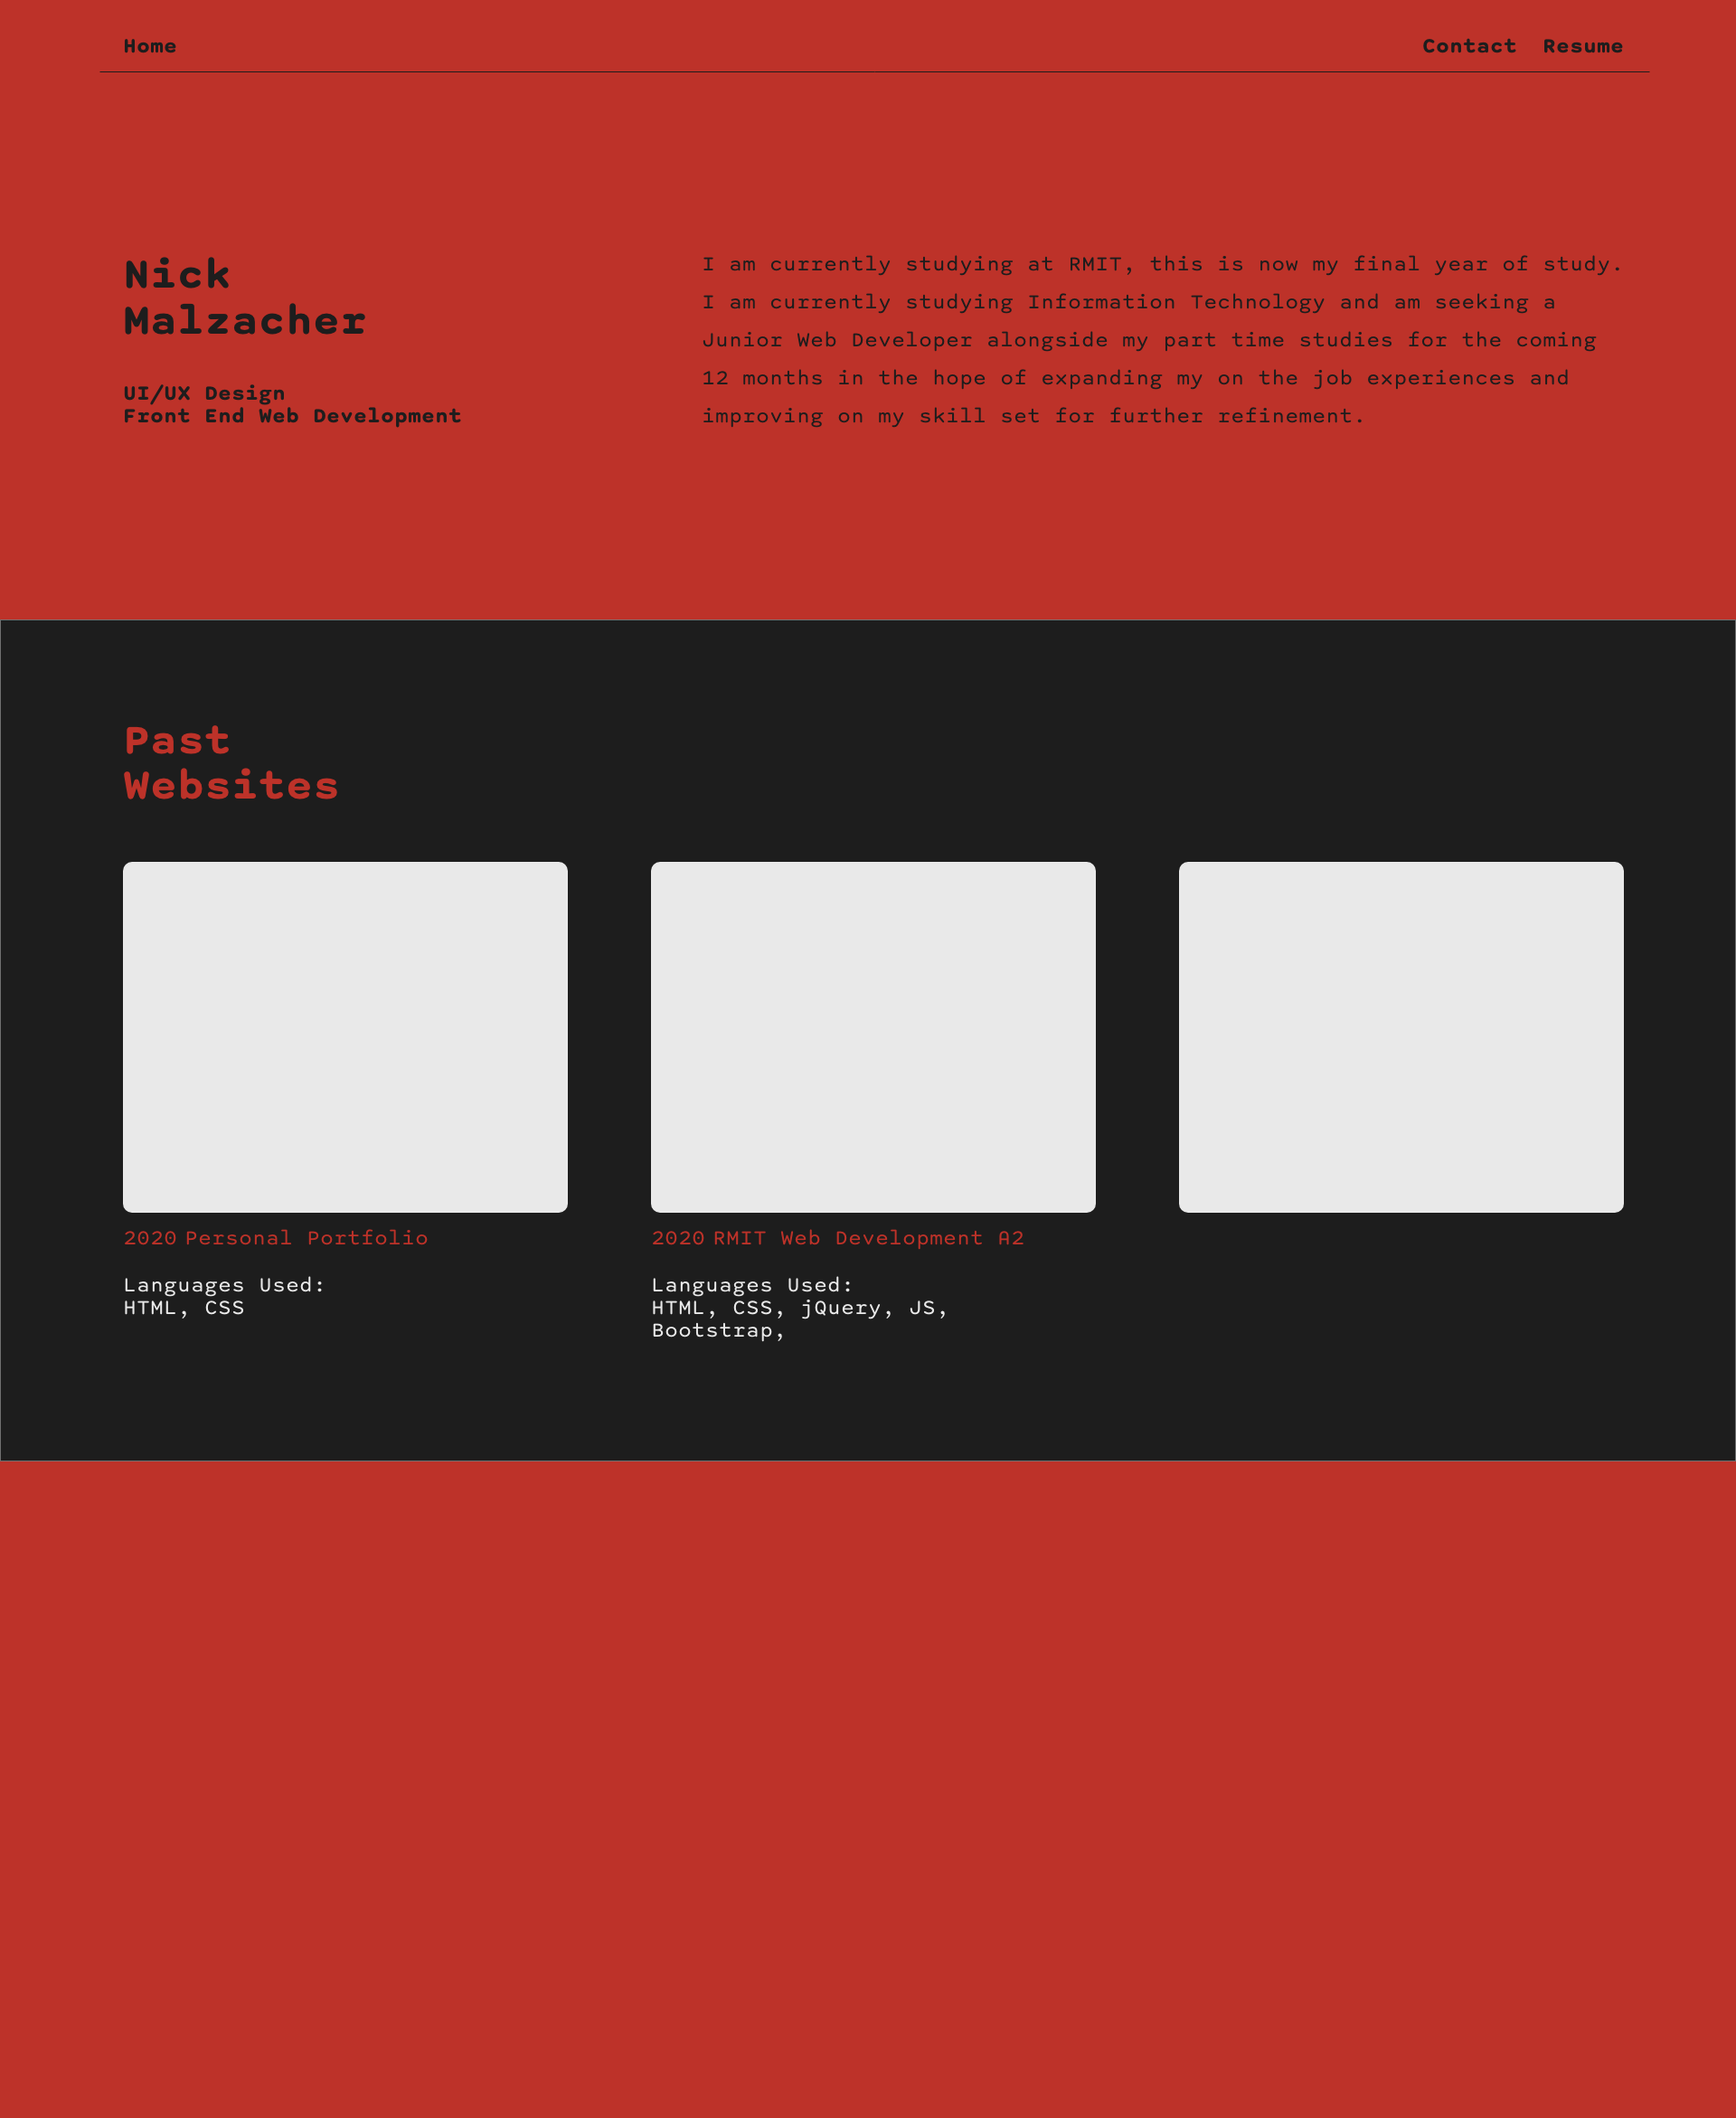 Home
Contact Resume
Nick
Malzacher
UI/UX Design
Front End Web Development
I am currently studying at RMIT, this is now my final year of study.
I am currently studying Information Technology and am seeking a
Junior Web Developer alongside my part time studies for the coming
12 months in the hope of expanding my on the job experiences and
improving on my skill set for further refinement.
Past
Websites
2020 Personal Portfolio
Languages Used:
HTML, CSS
2020 RMIT Web Development A2
Languages Used:
HTML, CSS, jQuery, JS,
Bootstrap,